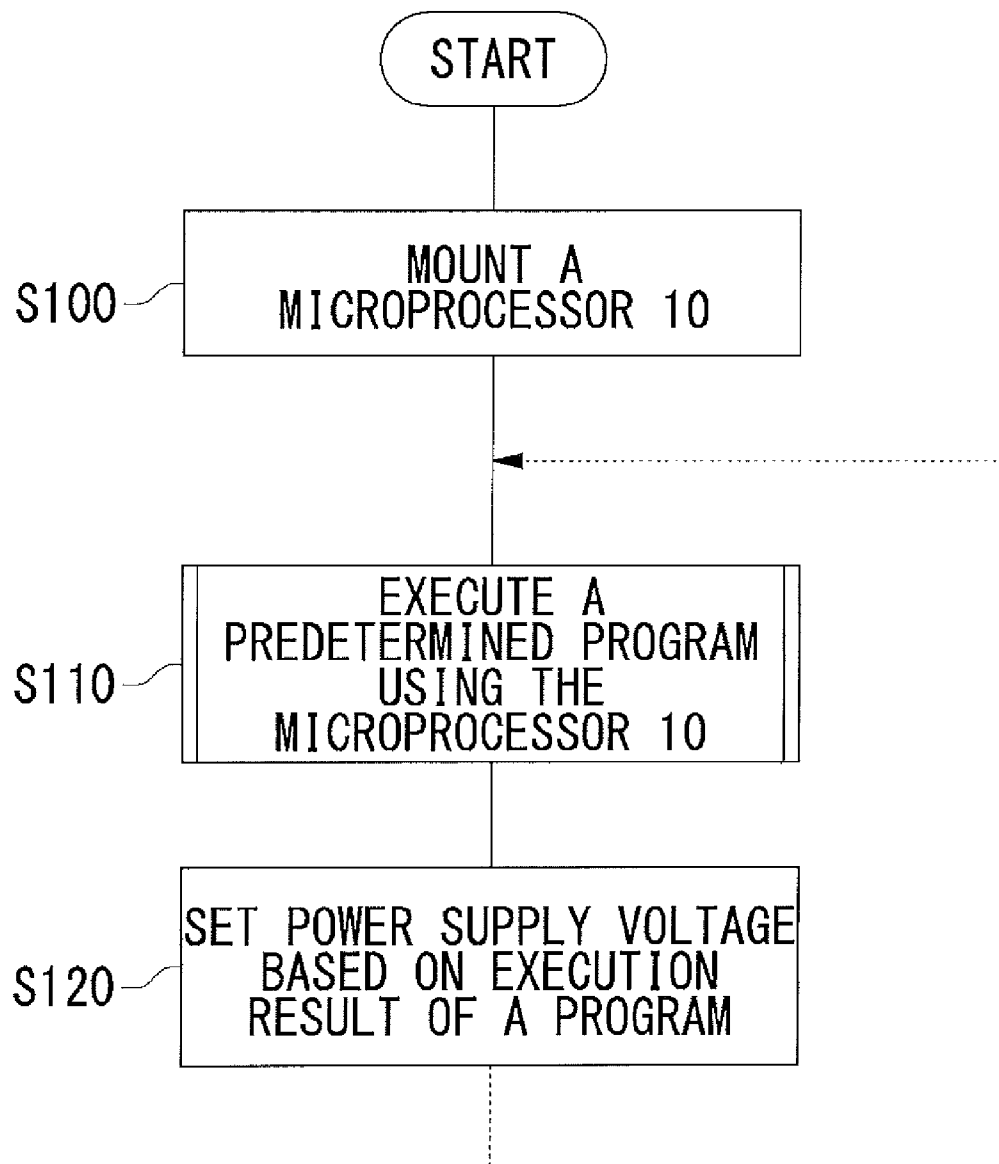 START
MOUNT A
MICROPROCESSOR 10
S100
EXECUTE A
PREDETERMINED PROGRAM
USING THE
MICROPROCESSOR 10
S110
SET POWER SUPPLY VOLTAGE
BASED ON EXECUTION
RESULT OF A PROGRAM
S120